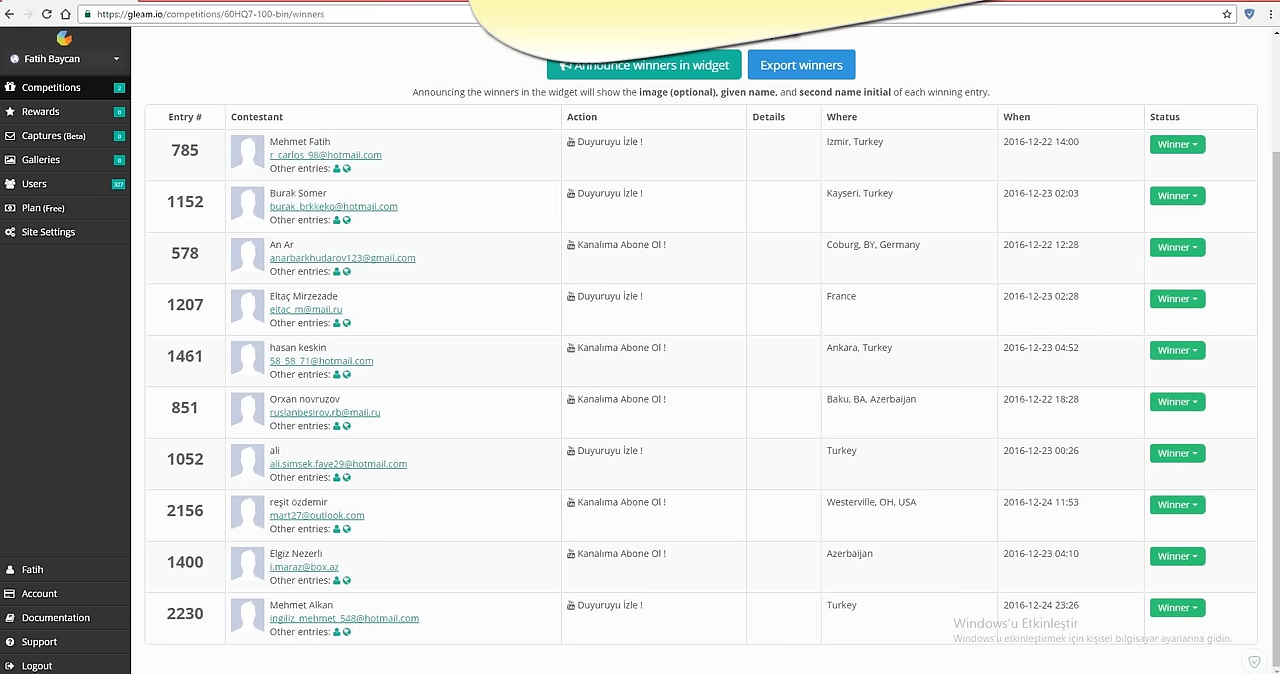 https://gleam.io/competitions/60HQ7-100-bin/winners
Fatih Baycan
Competitions 2
Rewards 0
Captures (Beta) 0
Galleries 0
Users 327
Plan (Free)
Site Settings
Fatih
Account
Documentation
Support
Logout
Announce winners in widget Export winners
Announcing the winners in the widget will show the image (optional), given name, and second name initial of each winning entry.
Entry # Contestant Action Details Where When Status
785 Mehmet Fatih Duyuruyu İzle ! Izmir, Turkey 2016-12-22 14:00 Winner
r_carlos_98@hotmail.com
Other entries:
1152 Burak Somer Duyuruyu İzle ! Kayseri, Turkey 2016-12-23 02:03 Winner
burak_brkkeko@hotmail.com
Other entries:
578 An Ar Kanalıma Abone Ol ! Coburg, BY, Germany 2016-12-22 12:28 Winner
anarbarkhudarov123@gmail.com
Other entries:
1207 Eltaç Mirzezade Duyuruyu İzle ! France 2016-12-23 02:28 Winner
eltac_m@mail.ru
Other entries:
1461 hasan keskin Kanalıma Abone Ol ! Ankara, Turkey 2016-12-23 04:52 Winner
58_58_71@hotmail.com
Other entries:
851 Orxan novruzov Kanalıma Abone Ol ! Baku, BA, Azerbaijan 2016-12-22 18:28 Winner
ruslanbesirov.rb@mail.ru
Other entries:
1052 ali Duyuruyu İzle ! Turkey 2016-12-23 00:26 Winner
ali.simsek.faye29@hotmail.com
Other entries:
2156 reşit özdemir Kanalıma Abone Ol ! Westerville, OH, USA 2016-12-24 11:53 Winner
mart27@outlook.com
Other entries:
1400 Elgiz Nezerli Kanalıma Abone Ol ! Azerbaijan 2016-12-23 04:10 Winner
i.maraz@box.az
Other entries:
2230 Mehmet Alkan Duyuruyu İzle ! Turkey 2016-12-24 23:26 Winner
ingiliz_mehmet_548@hotmail.com
Other entries:
Windows'u Etkinleştir
Windows'u etkinleştirmek için kişisel bilgisayar ayarlarına gidin.